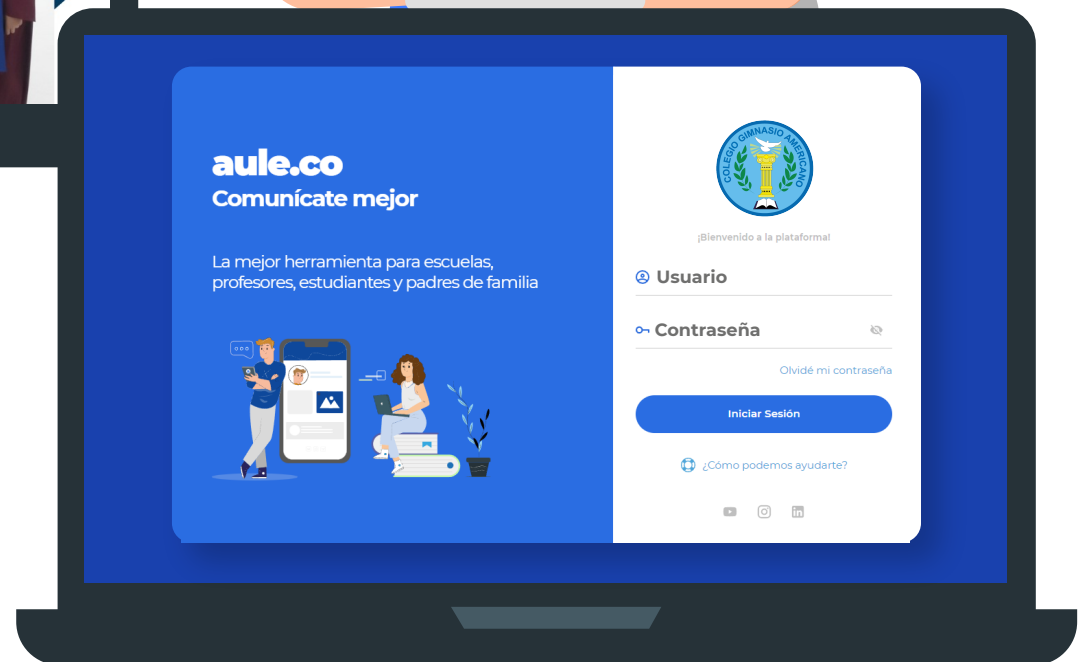 aule.co
Comunícate mejor
La mejor herramienta para escuelas,
profesores, estudiantes y padres de familia
COLEGIO GIMNASIO AMERICANO
¡Bienvenido a la plataforma!
Usuario
Contraseña
Olvidé mi contraseña
Iniciar Sesión
¿Cómo podemos ayudarte?